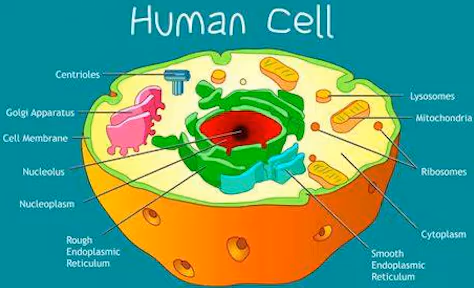 Human Cell
Centrioles
Golgi Apparatus
Cell Membrane
Nucleolus
Nucleoplasm
Rough
Endoplasmic
Reticulum
Lysosomes
Mitochondria
Ribosomes
Cytoplasm
Smooth
Endoplasmic
Reticulum